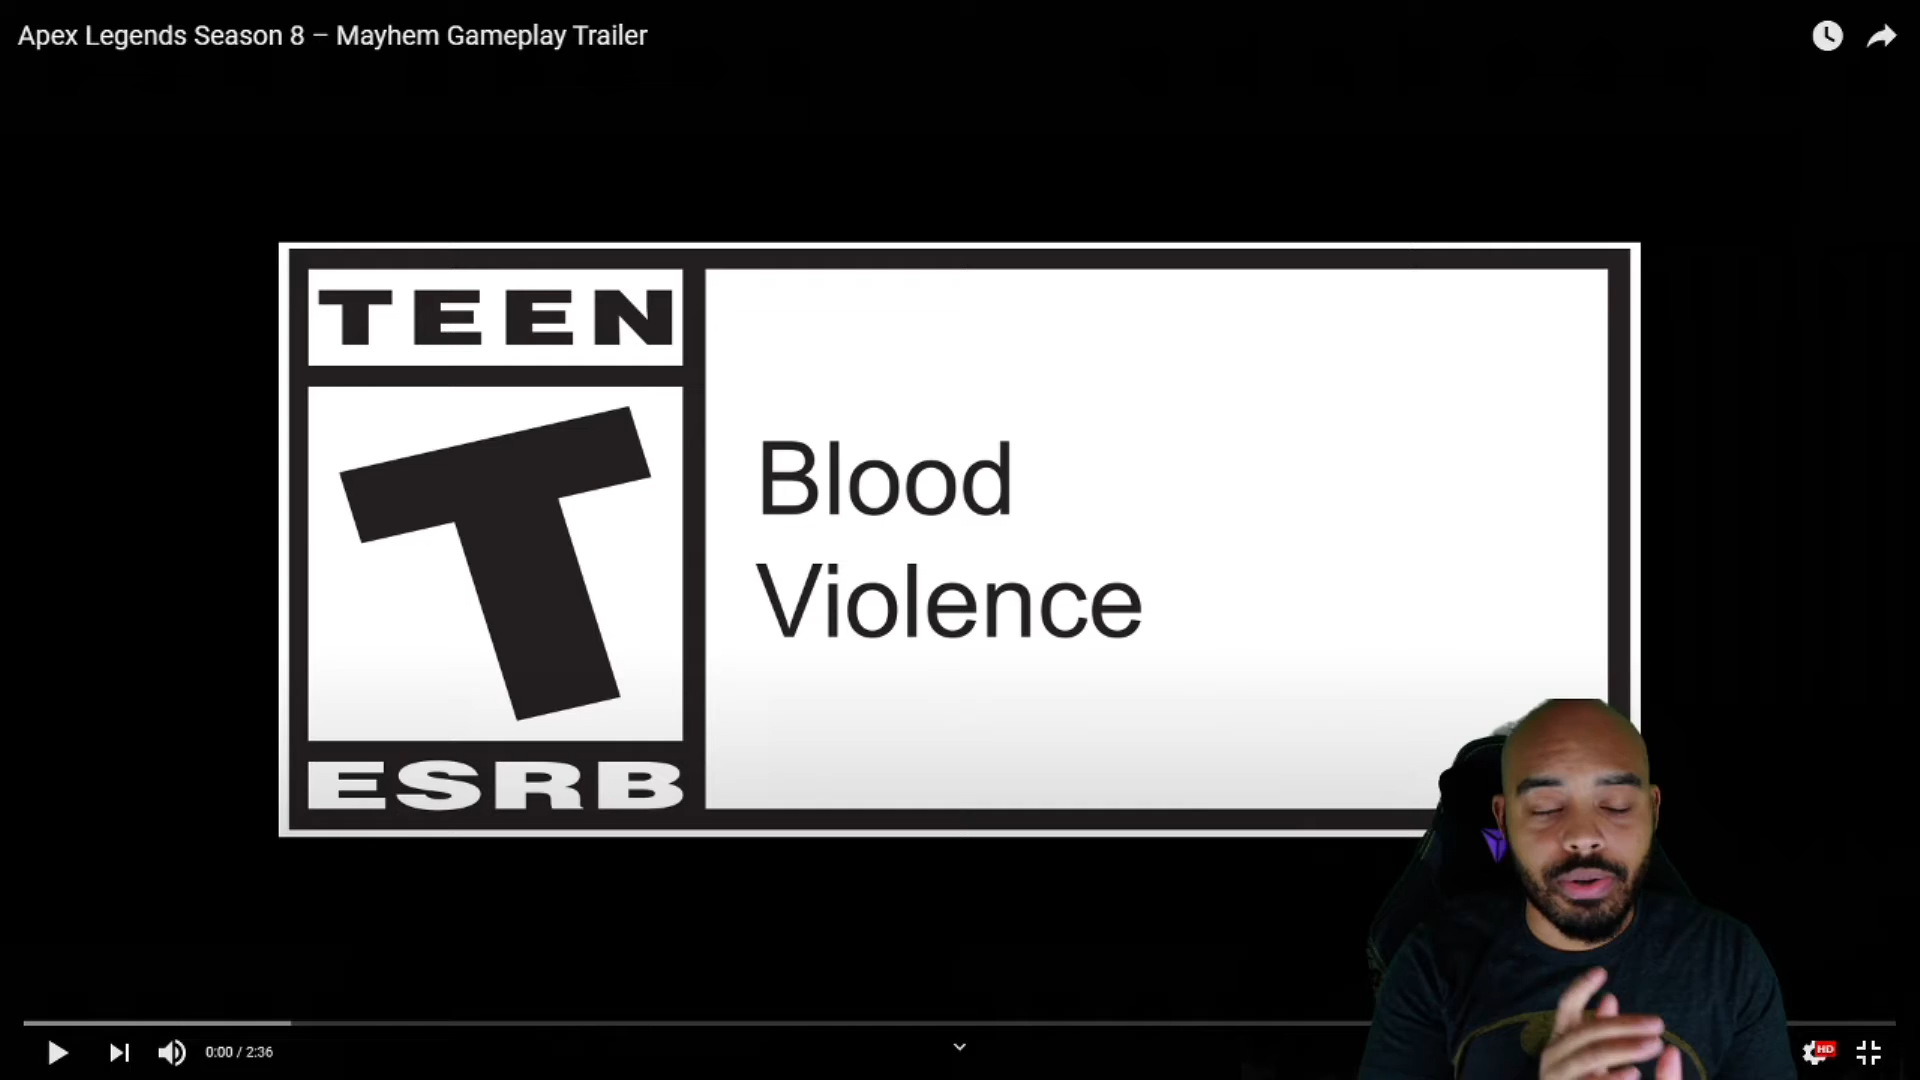 Apex Legends Season 8 – Mayhem Gameplay Trailer
TEEN
T
Blood
Violence
ESRB
0:00 / 2:36
HD